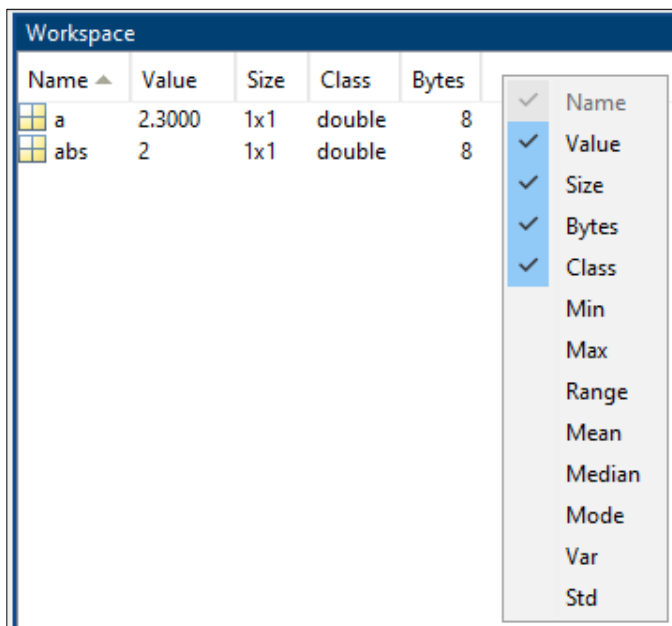 Workspace
Name Value Size Class Bytes
a 2.3000 1x1 double 8
abs 2 1x1 double 8
Name
Value
Size
Bytes
Class
Min
Max
Range
Mean
Median
Mode
Var
Std